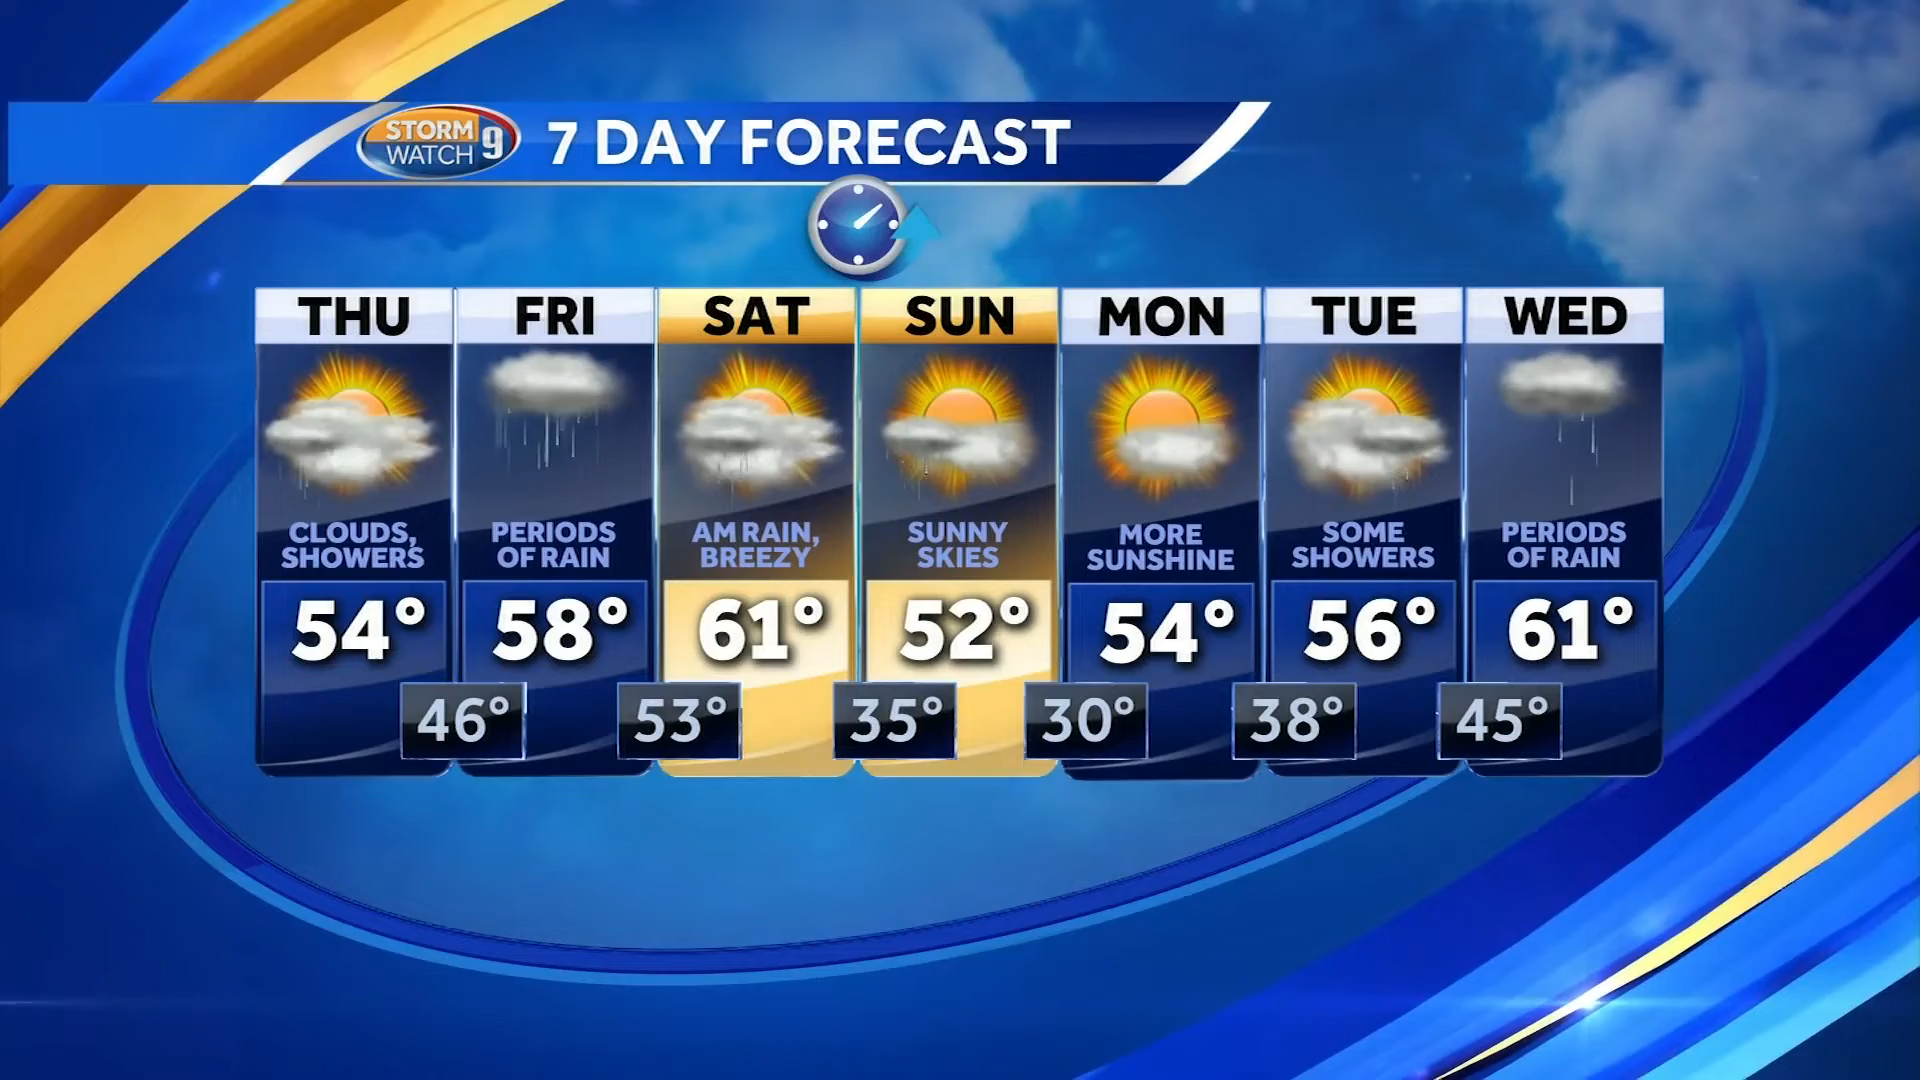 STORM
WATCH 9
7 DAY FORECAST
THU
FRI
SAT
SUN
MON
TUE
WED
CLOUDS,
SHOWERS
PERIODS
OF RAIN
AM RAIN,
BREEZY
SUNNY
SKIES
MORE
SUNSHINE
SOME
SHOWERS
PERIODS
OF RAIN
54°
58°
61°
52°
54°
56°
61°
46°
53°
35°
30°
38°
45°